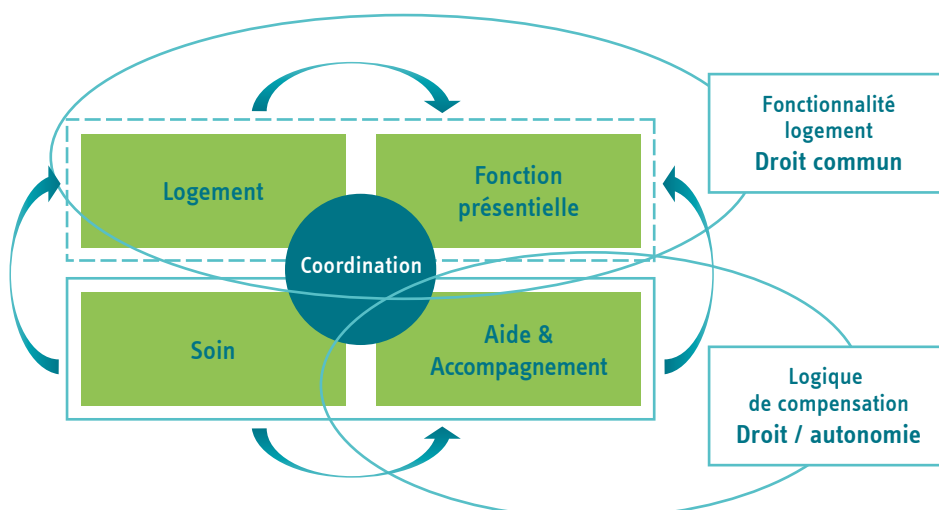 Fonctionnalité
logement
Droit commun
Logement
Fonction
présentielle
Coordination
Soin
Aide &
Accompagnement
Logique
de compensation
Droit / autonomie